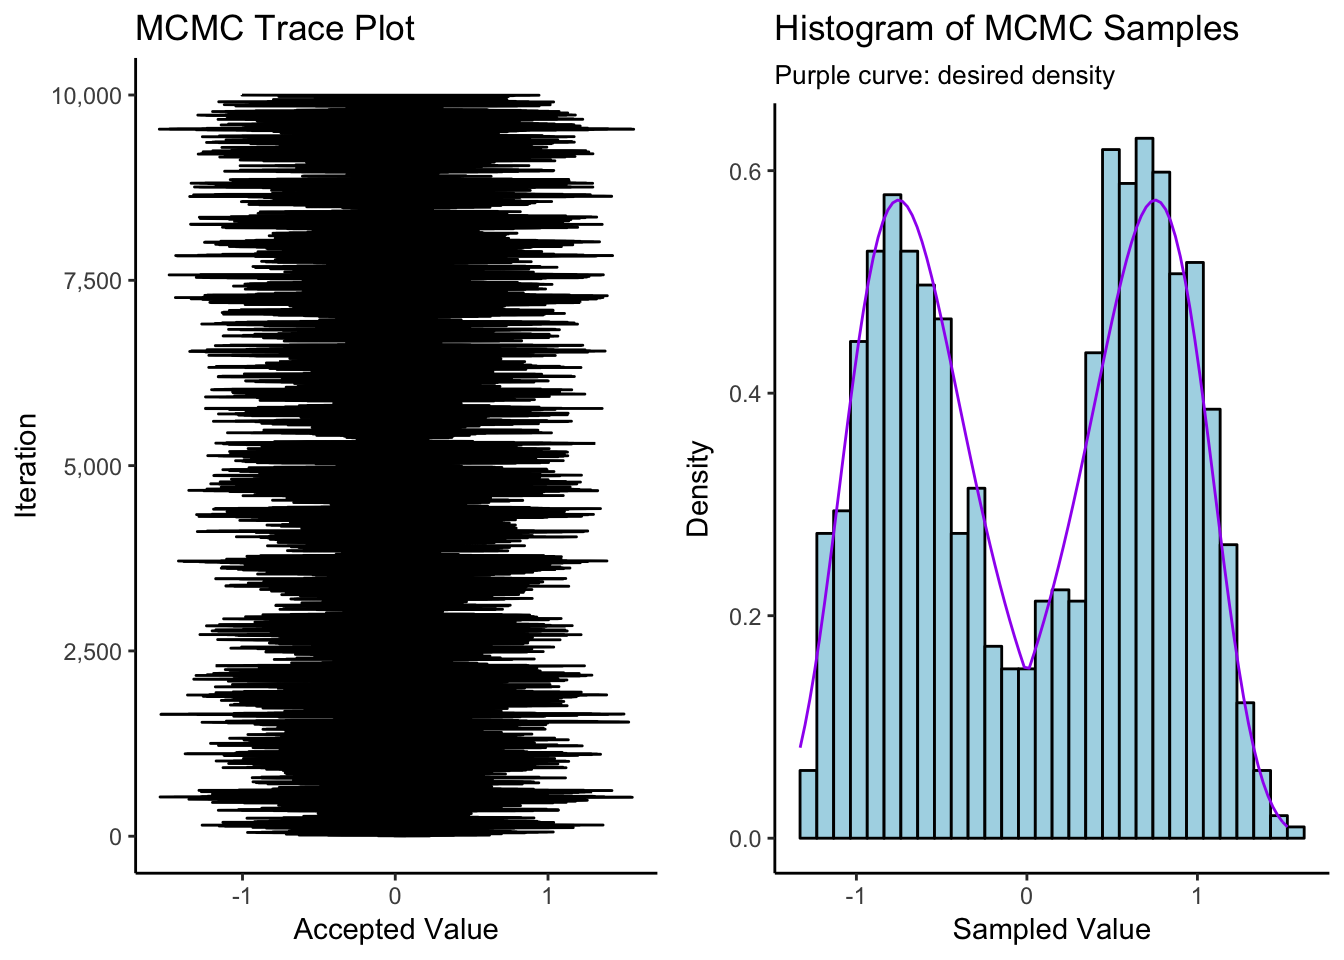 MCMC Trace Plot
10,000
7,500
5,000
2,500
0
Iteration
-1 0 1
Accepted Value
Histogram of MCMC Samples
Purple curve: desired density
0.6
0.4
0.2
0.0
Density
-1 0 1
Sampled Value